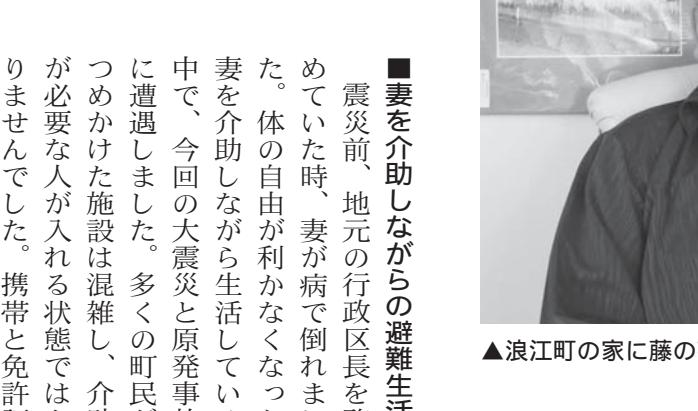 ▲浪江町の家に藤の
■妻を介助しながらの避難生活
震災前、地元の行政区長を務
めていた時、妻が病で倒れまし
た。体の自由が利かなくなった
妻を介助しながら生活してい
中で、今回の大震災と原発事故
に遭遇しました。多くの町民が
つめかけた施設は混雑し、介助
が必要な人が入れる状態ではあ
りませんでした。携帯と免許